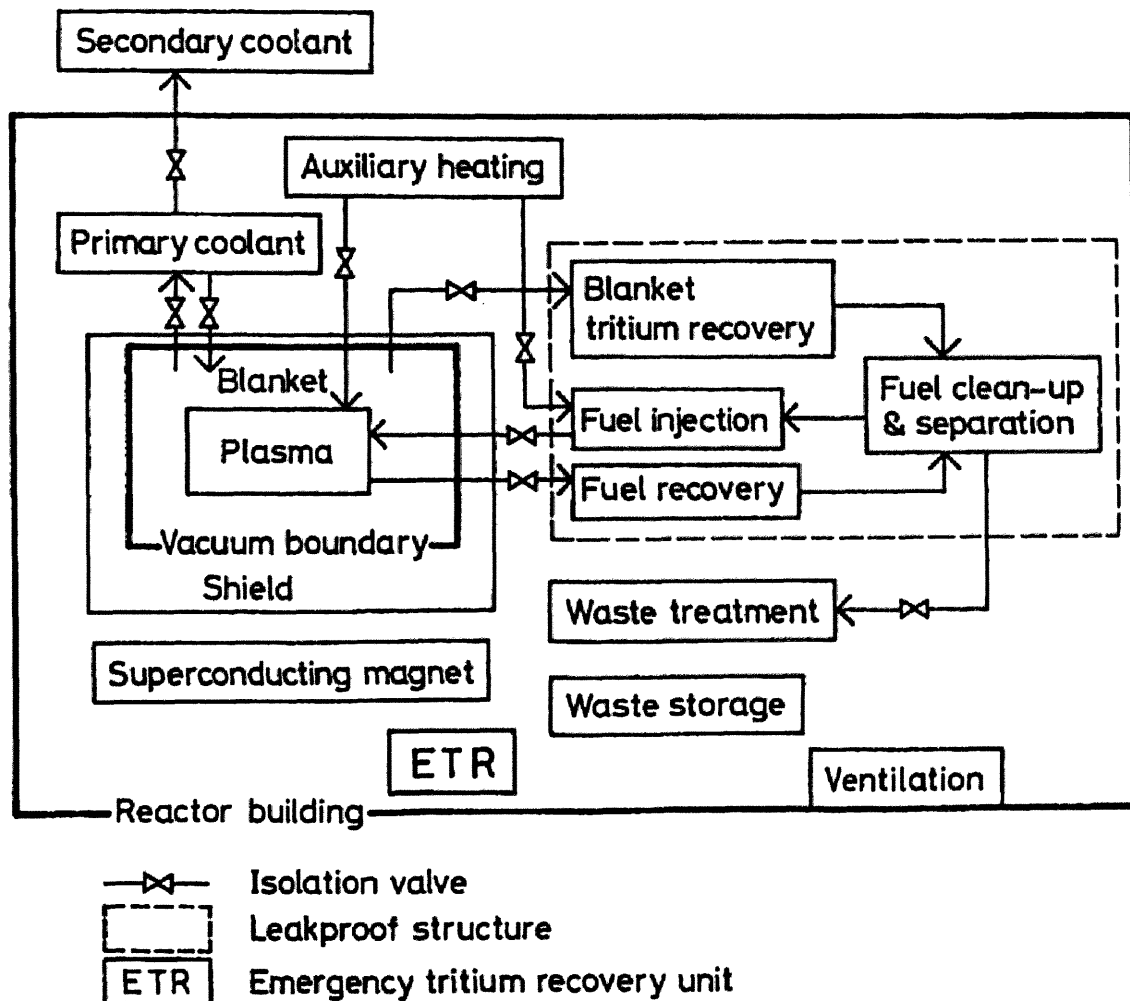 Secondary coolant
Auxiliary heating
Primary coolant
Blanket
tritium recovery
Blanket
Fuel clean-up
& separation
Fuel injection
Plasma
Fuel recovery
Vacuum boundary
Shield
Waste treatment
Superconducting magnet
Waste storage
ETR
Ventilation
Reactor building
Isolation valve
Leakproof structure
ETR Emergency tritium recovery unit